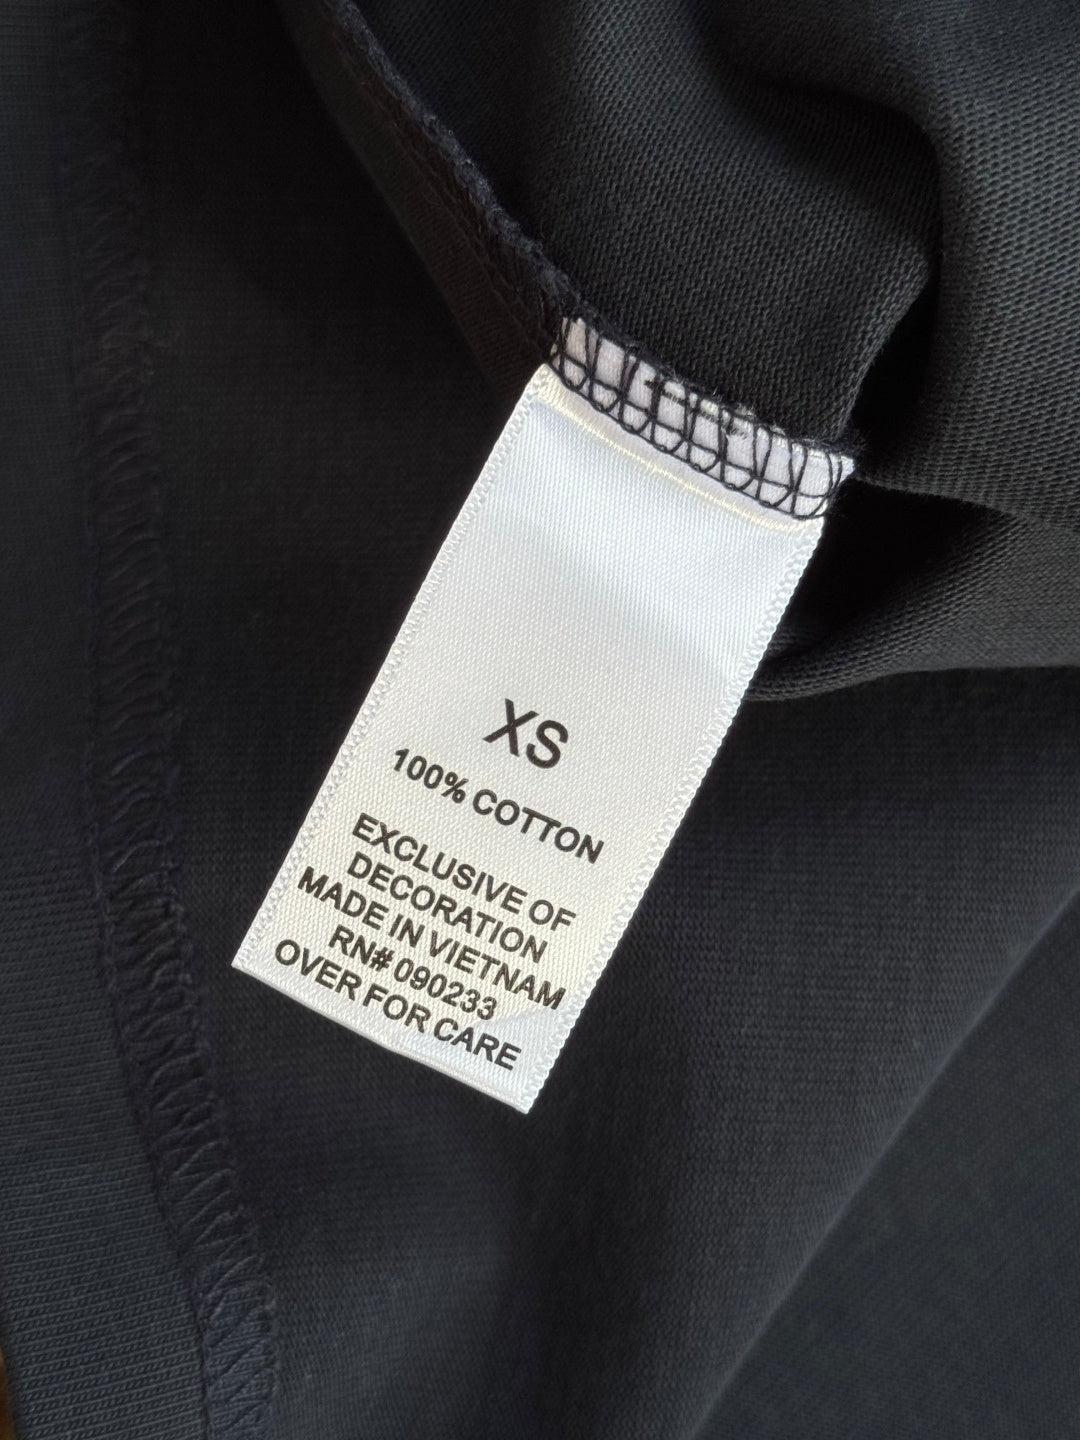 XS
100% COTTON
EXCLUSIVE OF
DECORATION
MADE IN VIETNAM
RN# 090233
OVER FOR CARE